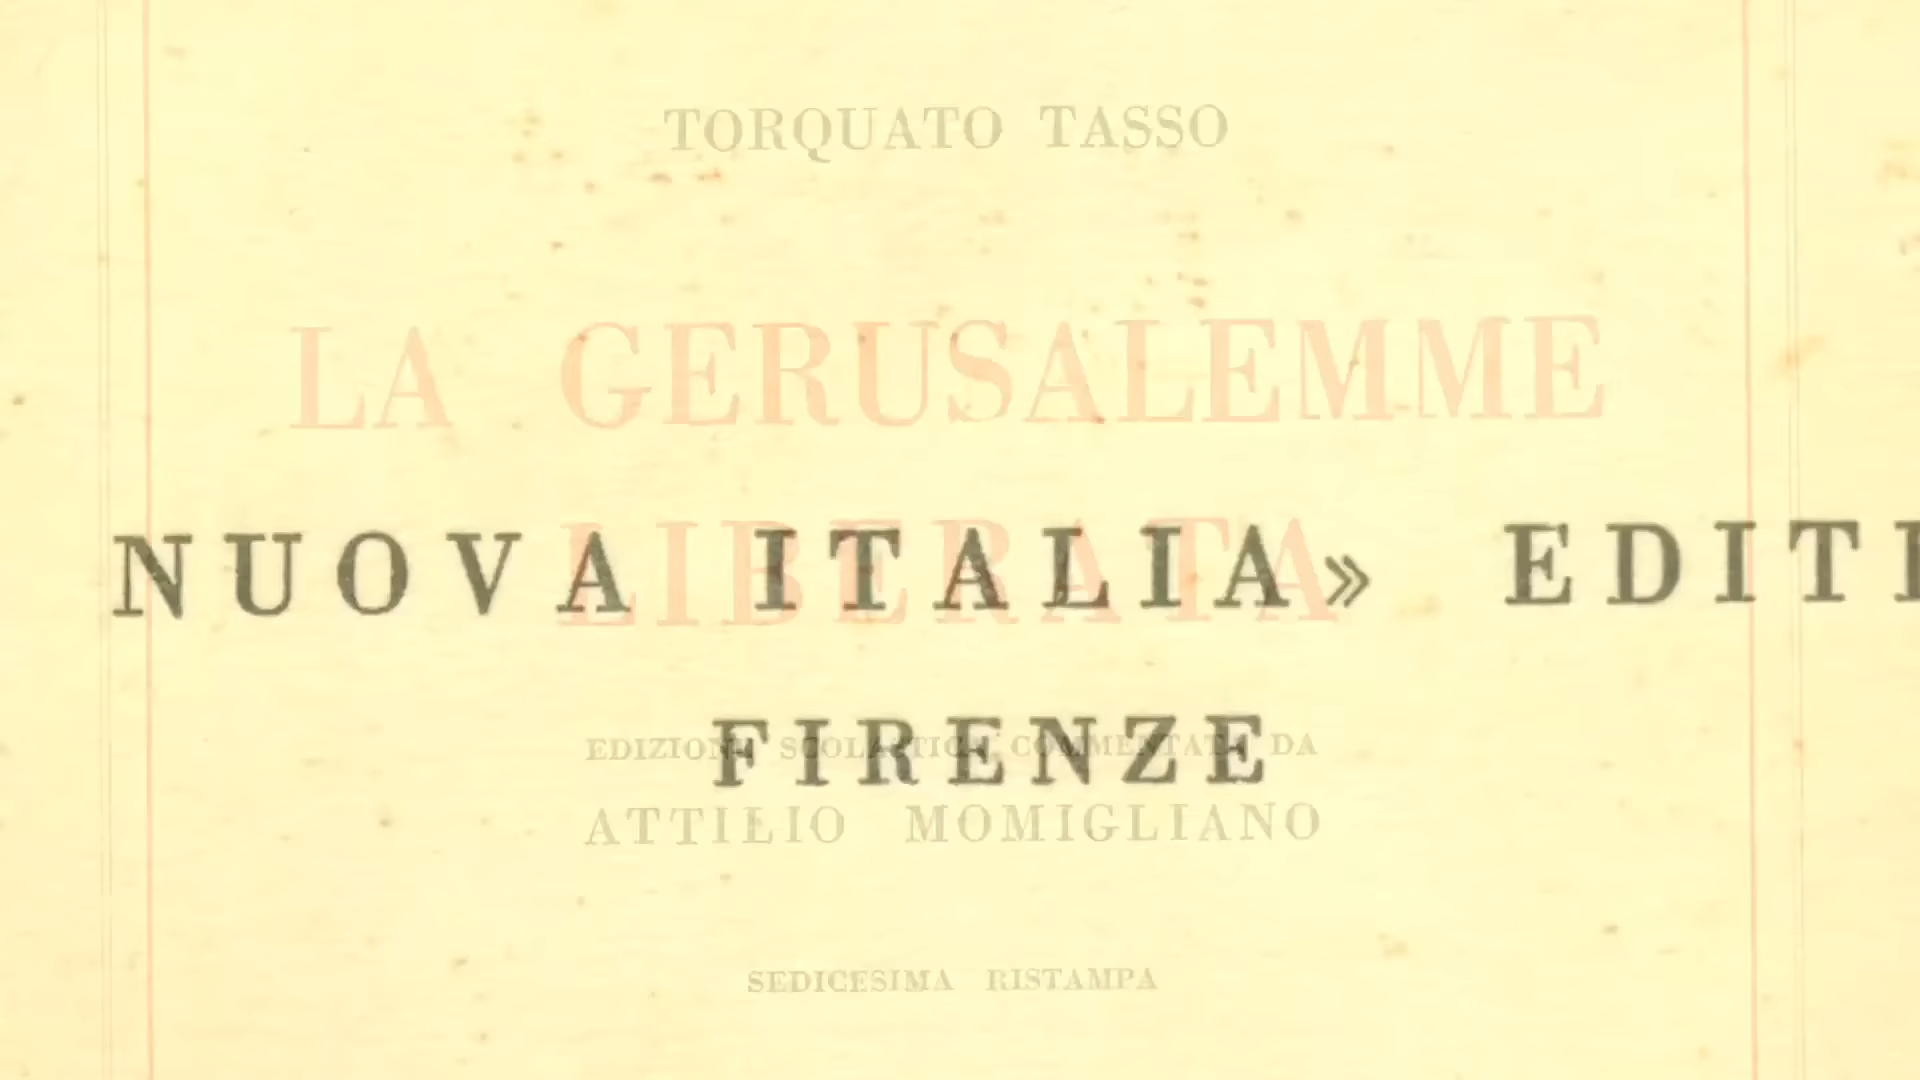 TORQUATO TASSO
LA GERUSALEMME
LIBERATA
NUOVA ITALIA» EDITI
EDIZIONE SCOLASTICA COMMENTATA DA
FIRENZE
ATTILIO MOMIGLIANO
SEDICESIMA RISTAMPA